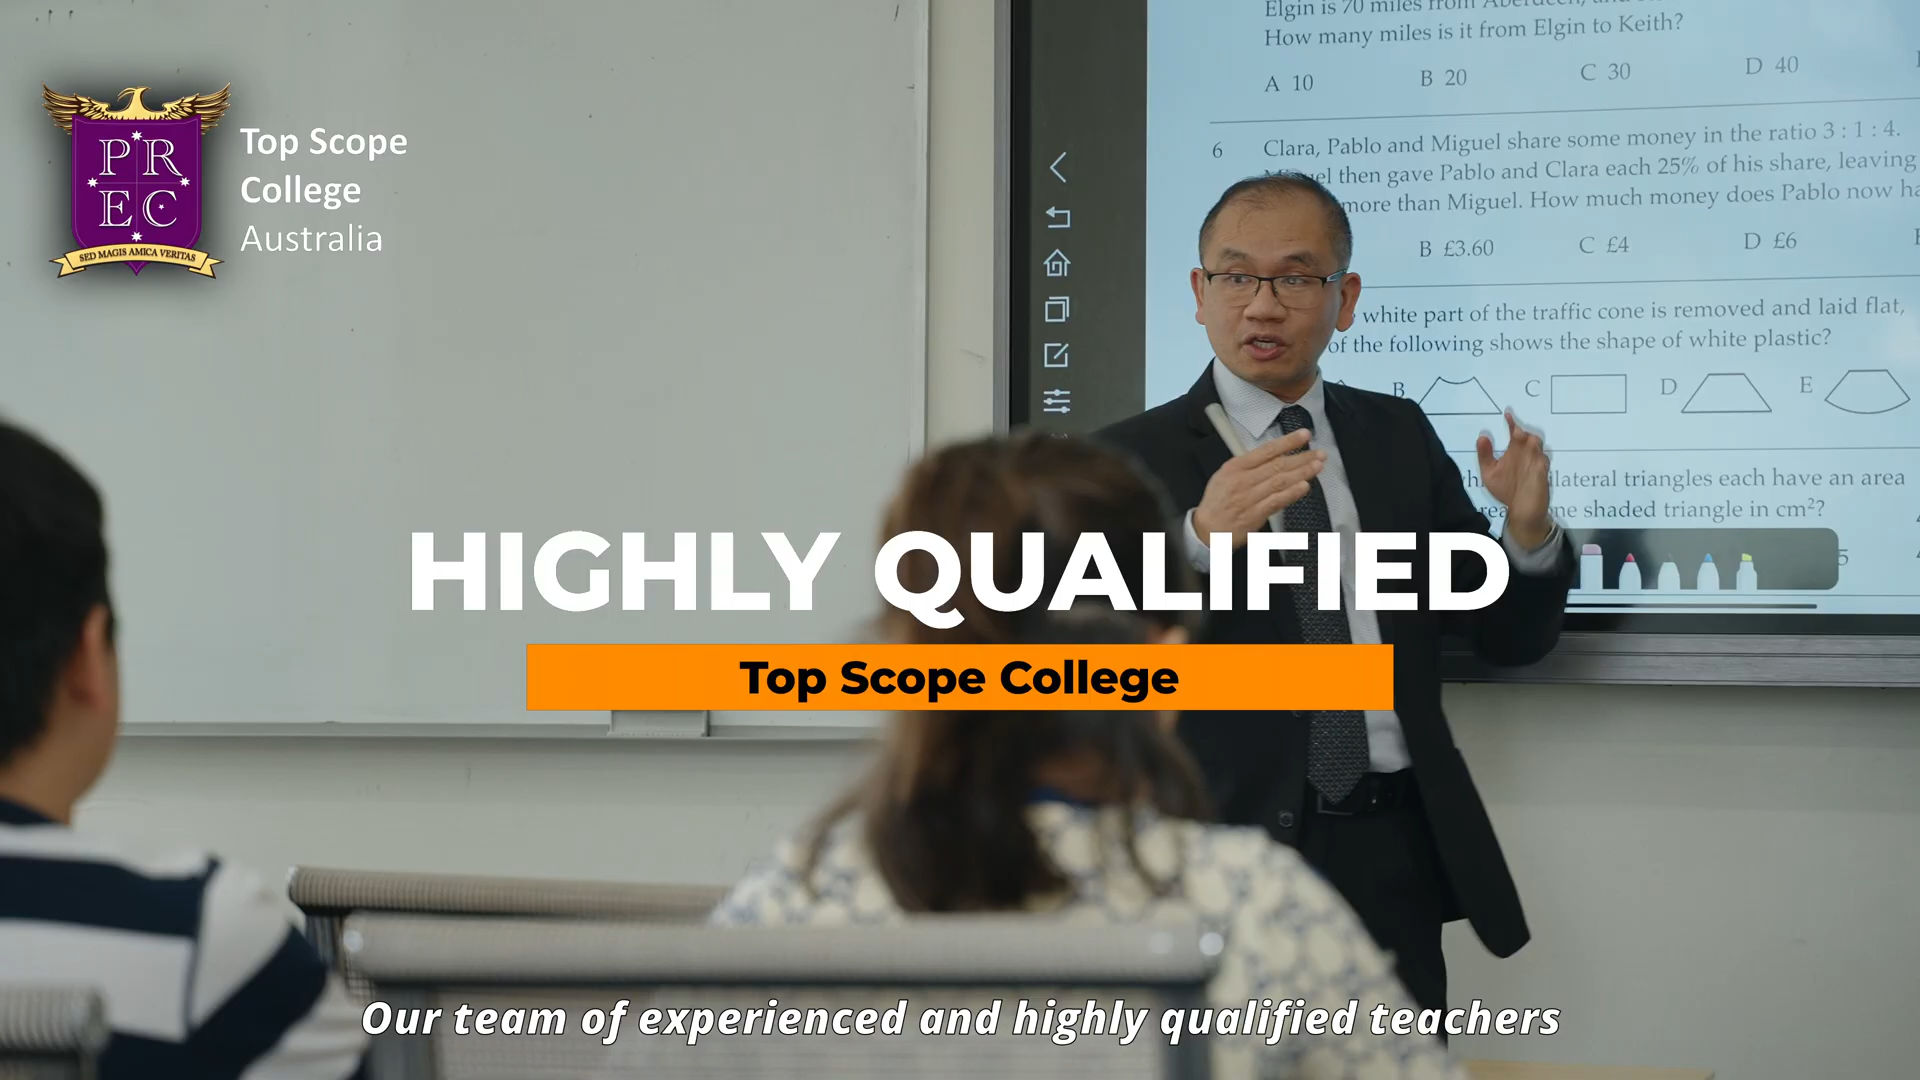 Elgin is 70 miles from Aberdeen, and
How many miles is it from Elgin to Keith?
A 10 B 20 C 30 D 40
PR
EC
SED MAGIS AMICA VERITAS
Top Scope
College
Australia
6 Clara, Pablo and Miguel share some money in the ratio 3 : 1 : 4.
then gave Pablo and Clara each 25% of his share, leaving
more than Miguel. How much money does Pablo now
B £3.60 C £4 D £6
white part of the traffic cone is removed and laid flat,
of the following shows the shape of white plastic?
B C D E
triangles each have an area
shaded triangle in cm²?
5
HIGHLY QUALIFIED
Top Scope College
Our team of experienced and highly qualified teachers